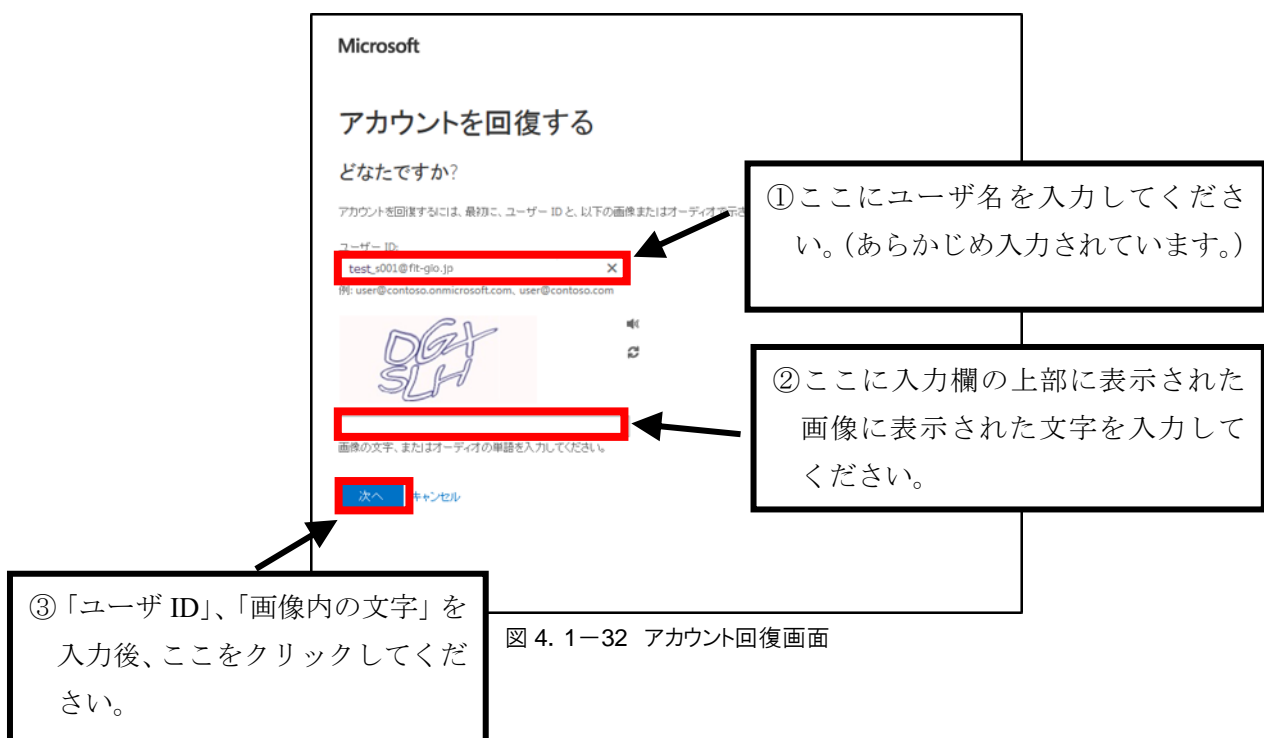 Microsoft
アカウントを回復する
どなたですか?
アカウントを回復するには、最初に、ユーザー IDと、以下の画像またはオーディオで示さ
ユーザー ID:
test_s001@fit-gio.jp
例: user@contoso.onmicrosoft.com、user@contoso.com
DGX
SLH
画像の文字、またはオーディオの単語を入力してください。
次へ キャンセル
①ここにユーザ名を入力してくださ
い。(あらかじめ入力されています。)
②ここに入力欄の上部に表示された
画像に表示された文字を入力して
ください。
③「ユーザ ID」、「画像内の文字」を
入力後、ここをクリックしてくだ
さい。
図 4. 1-32 アカウント回復画面